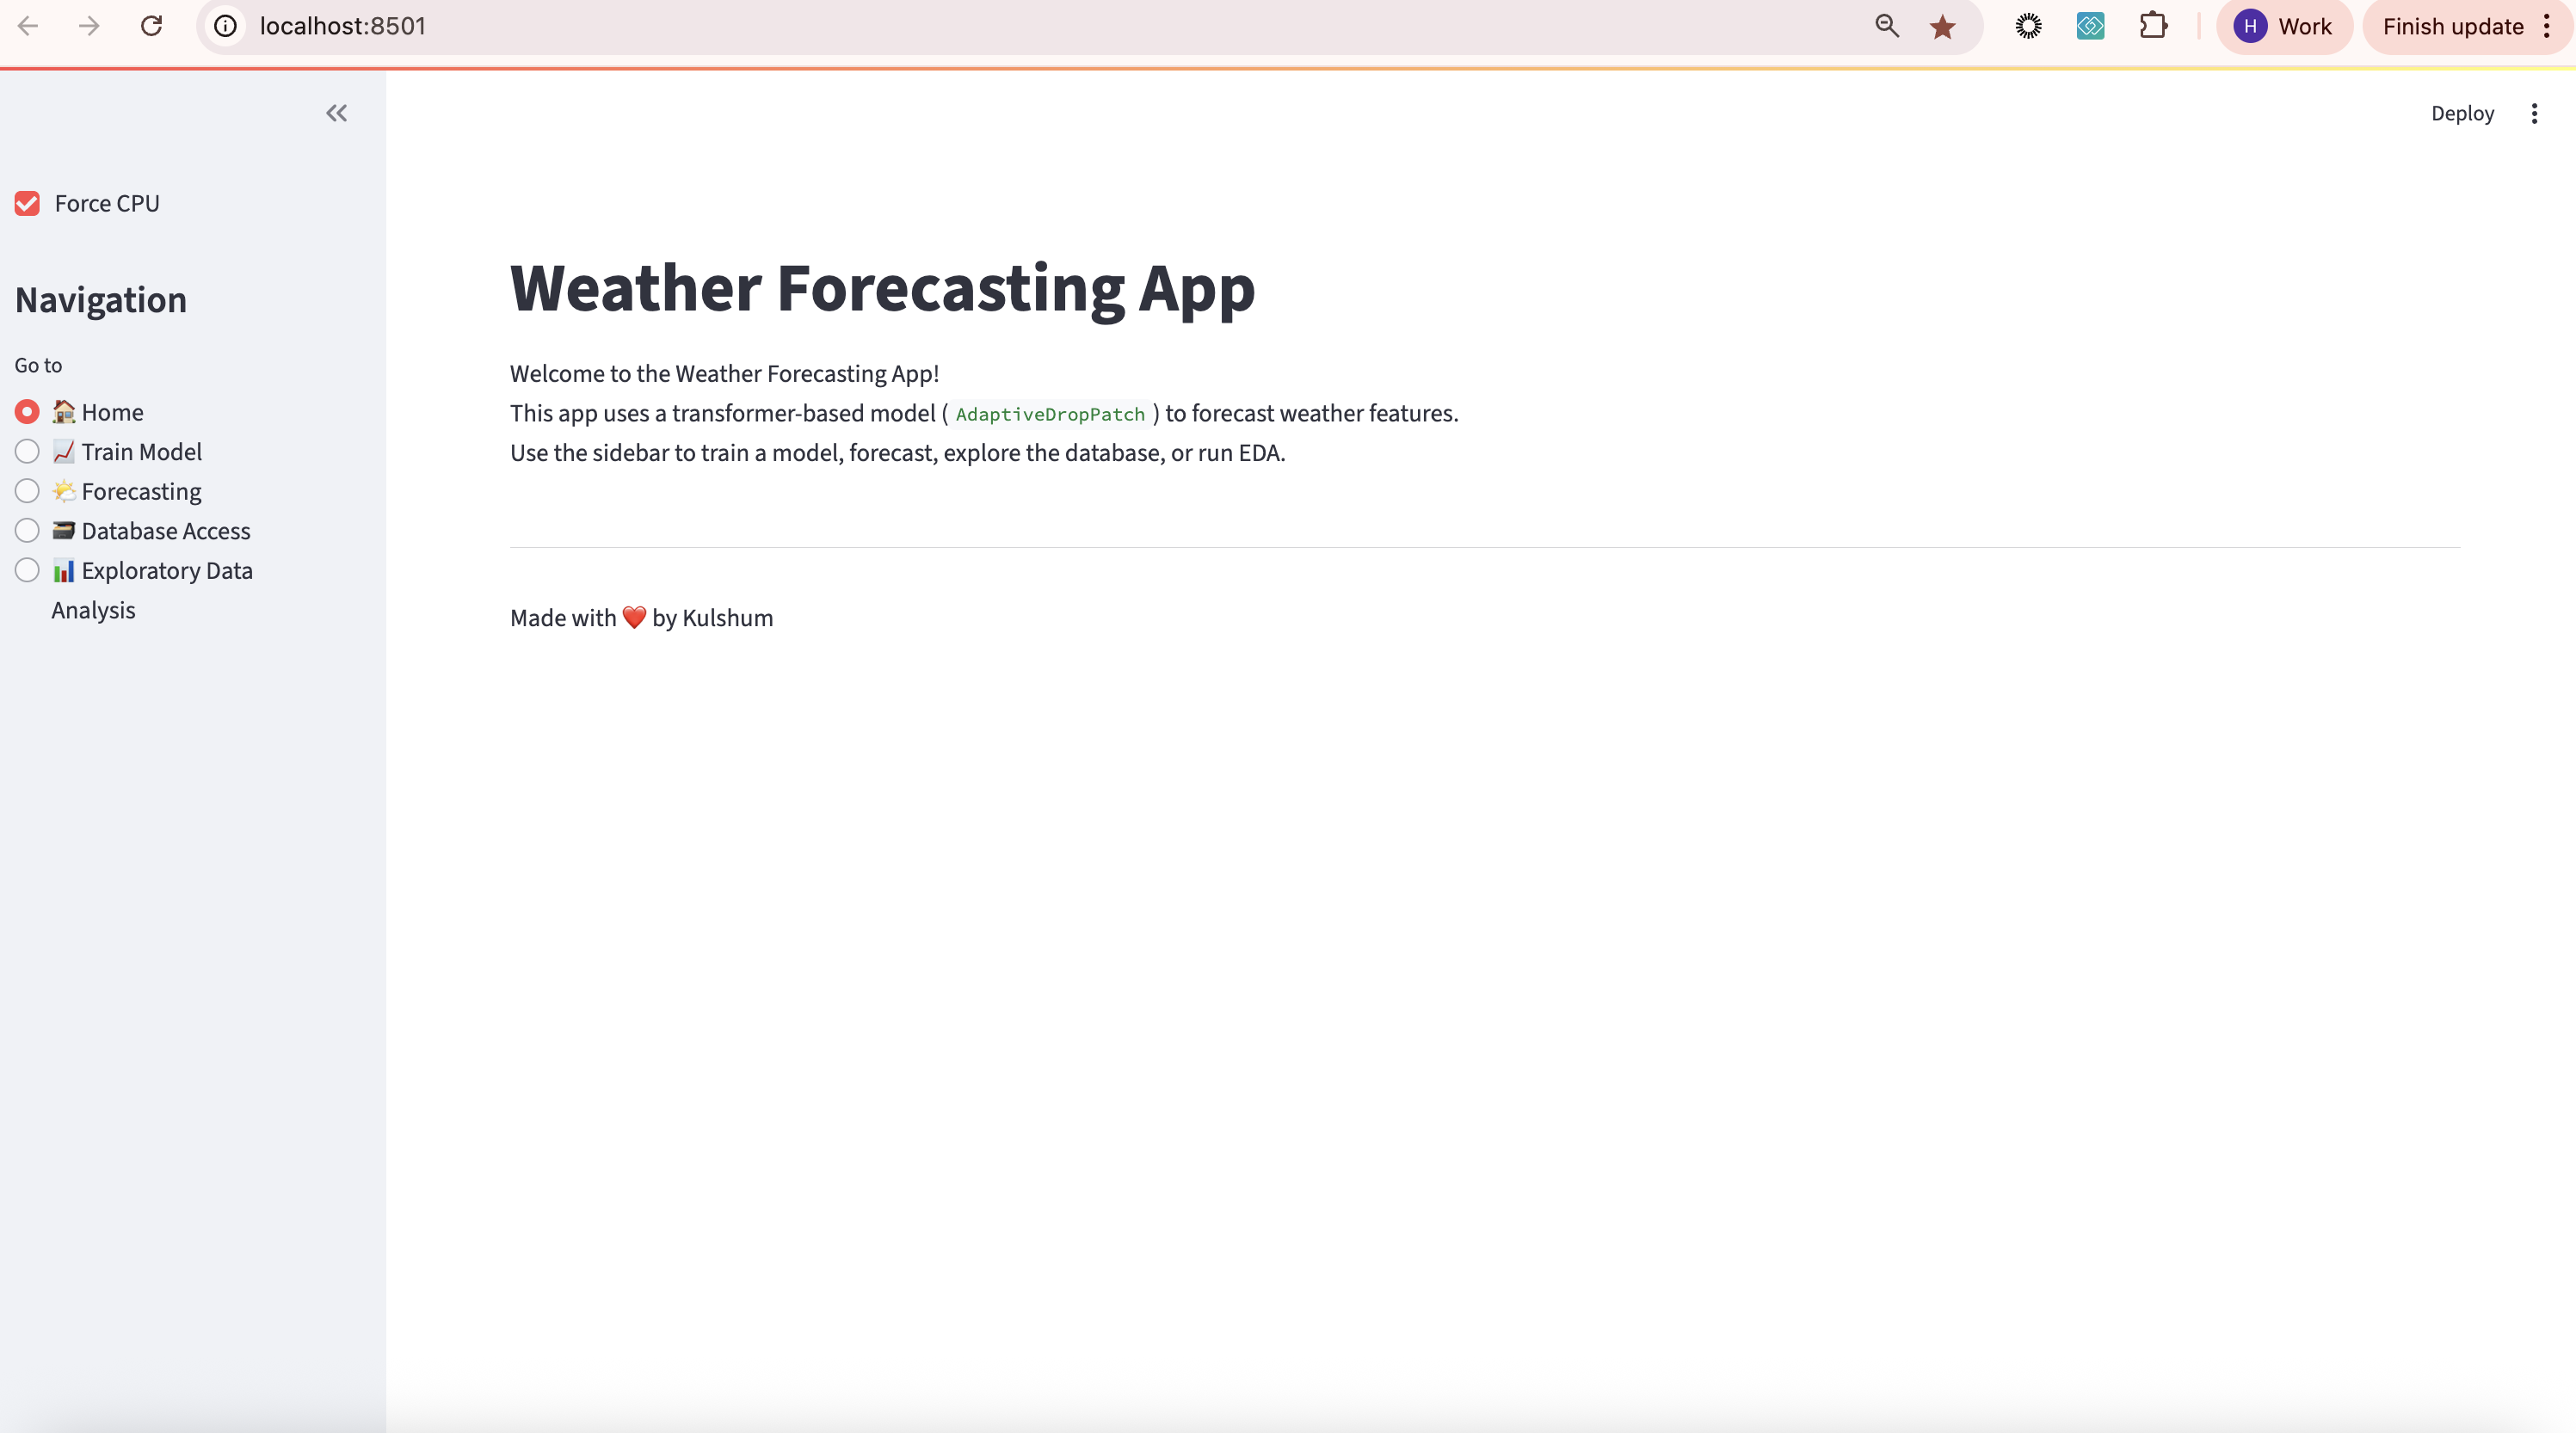 localhost:8501
H Work
Finish update
Deploy
Force CPU
Navigation
Go to
🏠 Home
📈 Train Model
🌤️ Forecasting
🗃️ Database Access
📊 Exploratory Data
Analysis
Weather Forecasting App
Welcome to the Weather Forecasting App!
This app uses a transformer-based model ( AdaptiveDropPatch ) to forecast weather features.
Use the sidebar to train a model, forecast, explore the database, or run EDA.
Made with ❤️ by Kulshum